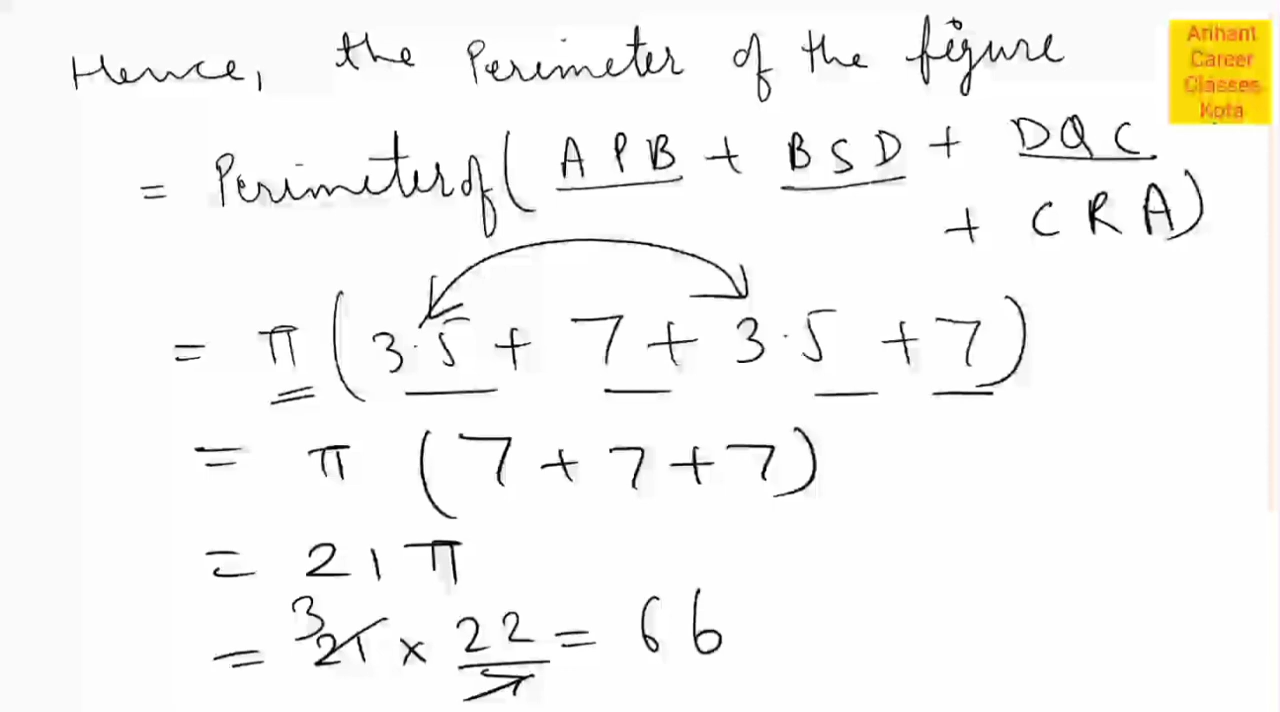 Hence, the Perimeter of the figure
Arihant
Career
Classes
Kota
= Perimeter of ( APB + BSD + DQC
+ CRA)
= π (3.5 + 7 + 3.5 + 7)
= π (7 + 7 + 7)
= 21 π
3
= 21 × 22/7 = 66